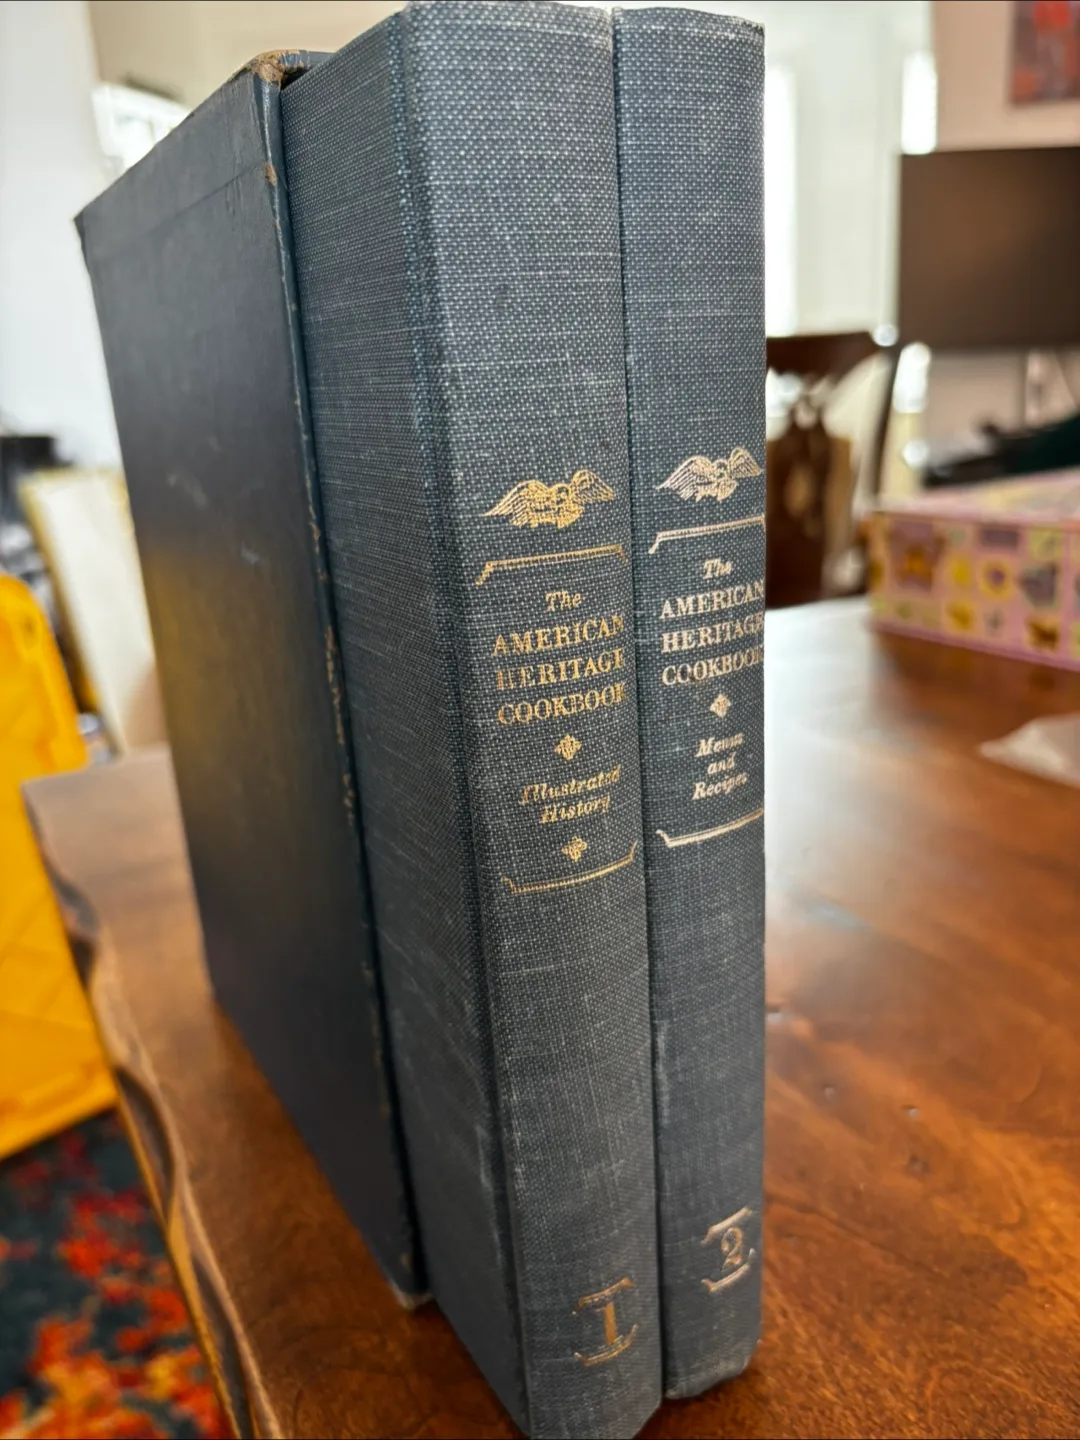 The
AMERICAN
HERITAGE
COOKBOOK
Illustrated
History
1
The
AMERICAN
HERITAGE
COOKBOOK
Menus
and
Recipes
2